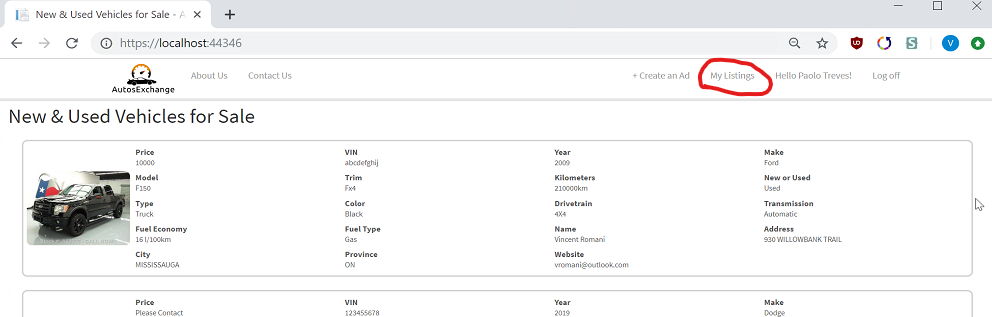 New & Used Vehicles for Sale - A
https://localhost:44346
UD
S
V
AutosExchange
About Us
Contact Us
+ Create an Ad
My Listings
Hello Paolo Treves!
Log off
New & Used Vehicles for Sale
Price VIN Year Make
10000 abcdefghij 2009 Ford
Model Trim Kilometers New or Used
F150 Fx4 210000km Used
Type Color Drivetrain Transmission
Truck Black 4X4 Automatic
Fuel Economy Fuel Type Name Address
16 l/100km Gas Vincent Romani 930 WILLOWBANK TRAIL
City Province Website
MISSISSAUGA ON vromani@outlook.com
Price VIN Year Make
Please Contact 123455678 2019 Dodge